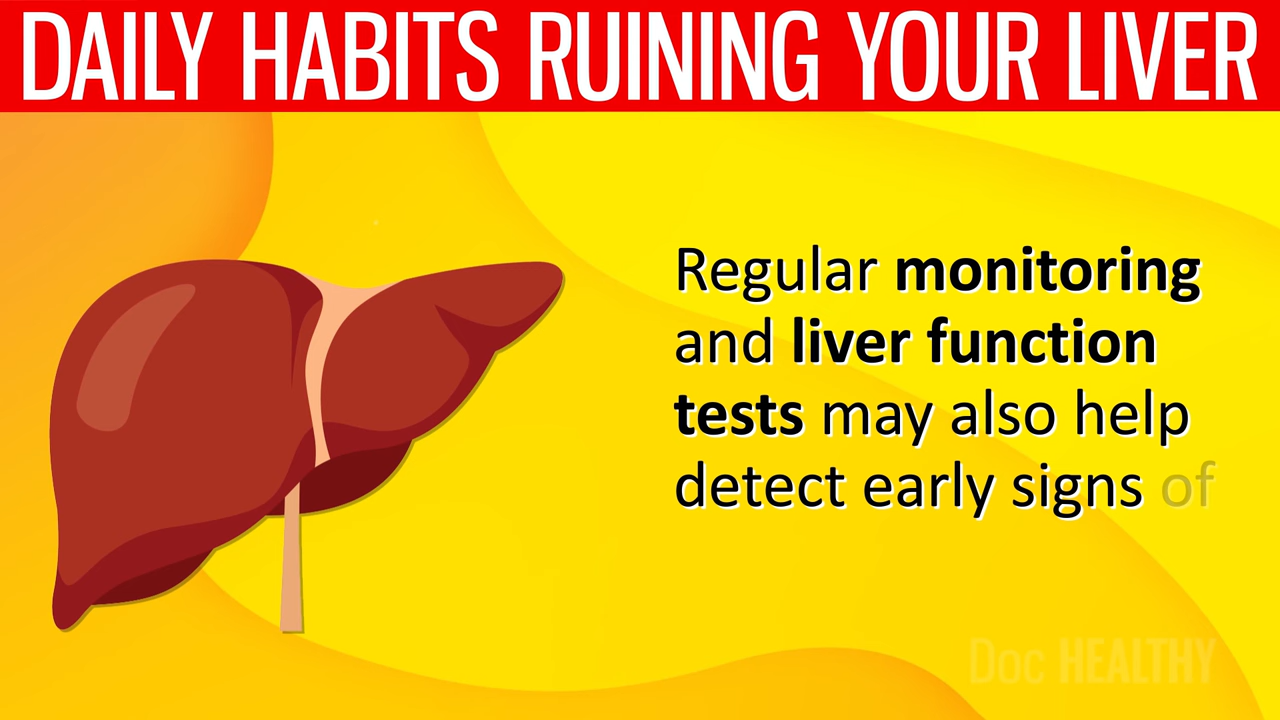 DAILY HABITS RUINING YOUR LIVER
Regular monitoring
and liver function
tests may also help
detect early signs of
Doc HEALTHY